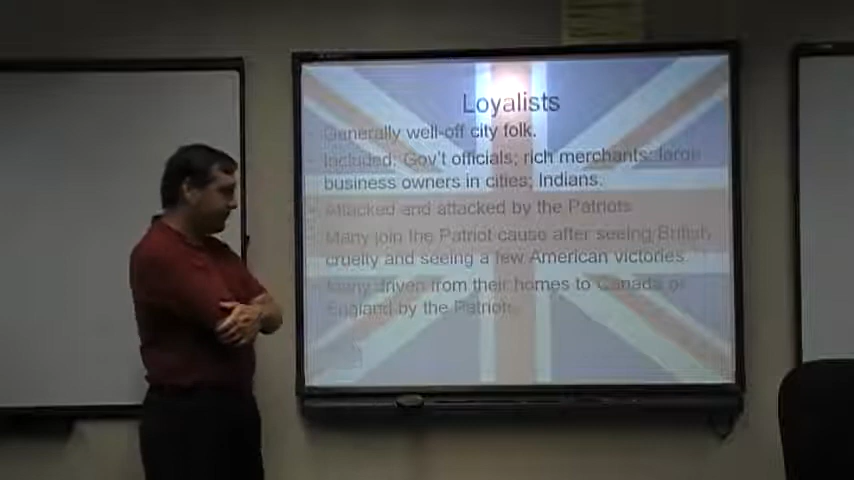 Loyalists
Generally well-off city folk.
Included: Gov't officials; rich merchants; large
business owners in cities; Indians.
Attacked and attacked by the Patriots
Many join the Patriot cause after seeing British
cruelty and seeing a few American victories.
Many driven from their homes to Canada or
England by the Patriots.